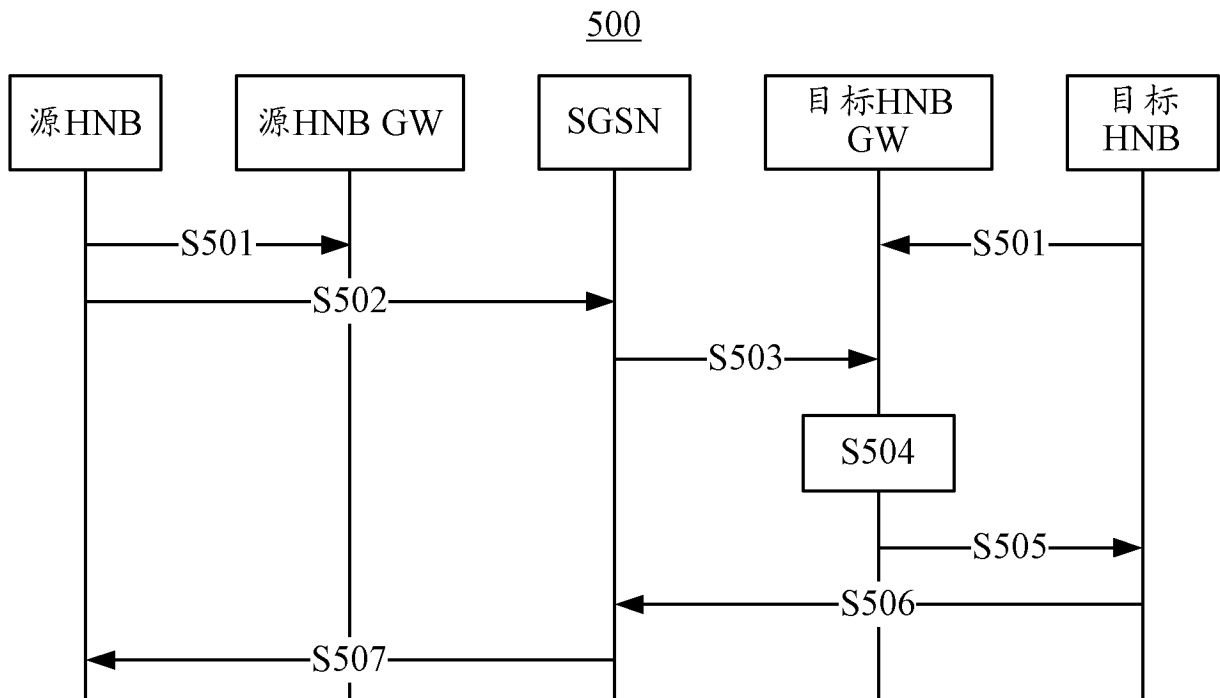 500
源HNB
源HNB GW
SGSN
目标HNB
GW
目标
HNB
S501
S501
S502
S503
S504
S505
S506
S507